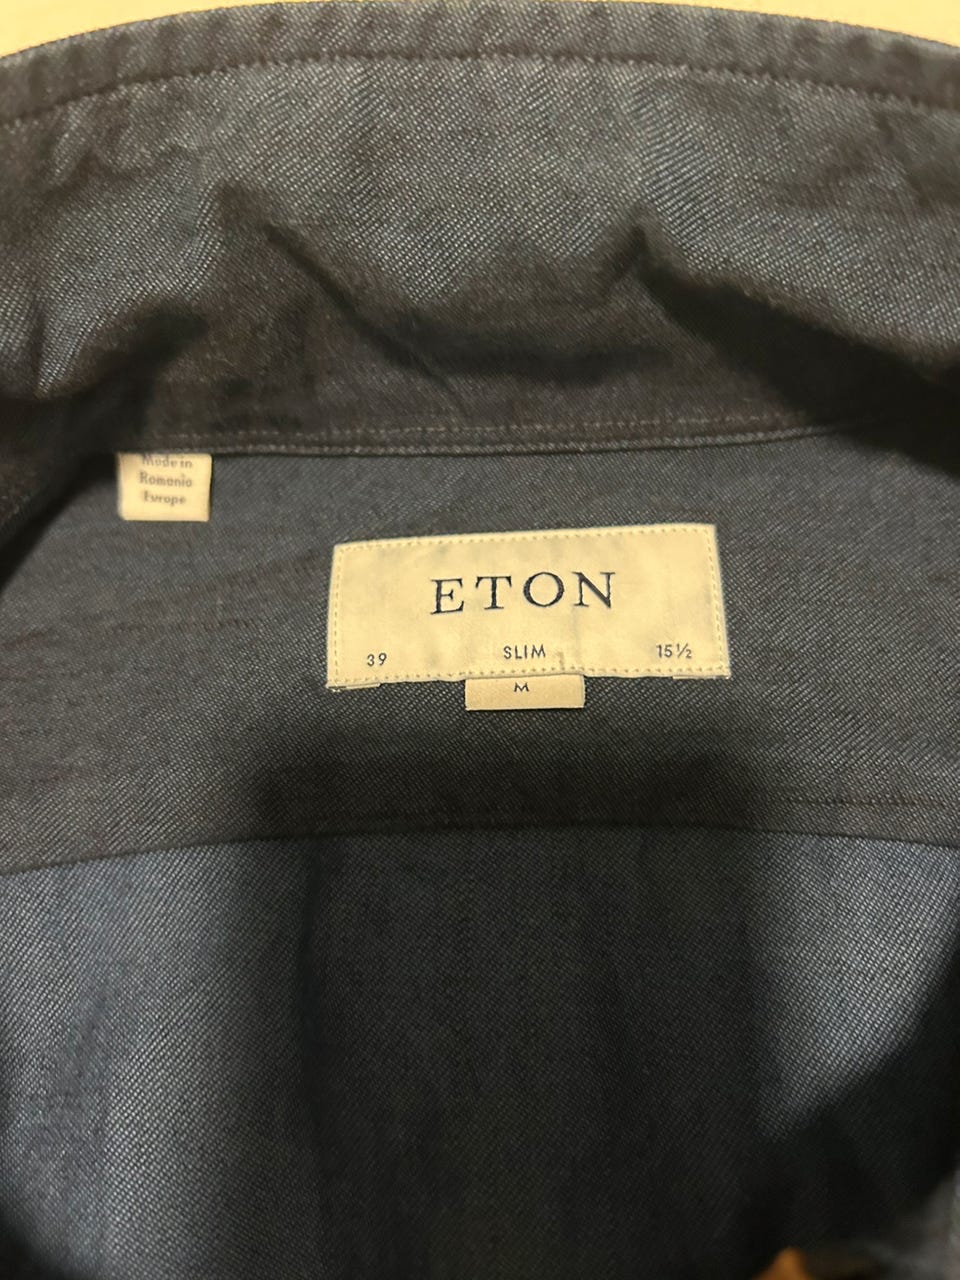 Made in
Romania
Europe
ETON
39 SLIM 15½
M